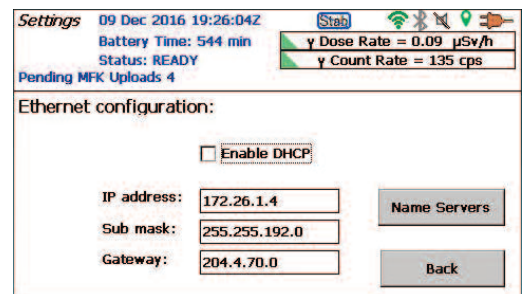 Settings 09 Dec 2016 19:26:04Z Stab
Battery Time: 544 min γ Dose Rate = 0.09 µSv/h
Status: READY γ Count Rate = 135 cps
Pending MFK Uploads 4
Ethernet configuration:
Enable DHCP
IP address: 172.26.1.4 Name Servers
Sub mask: 255.255.192.0
Gateway: 204.4.70.0 Back